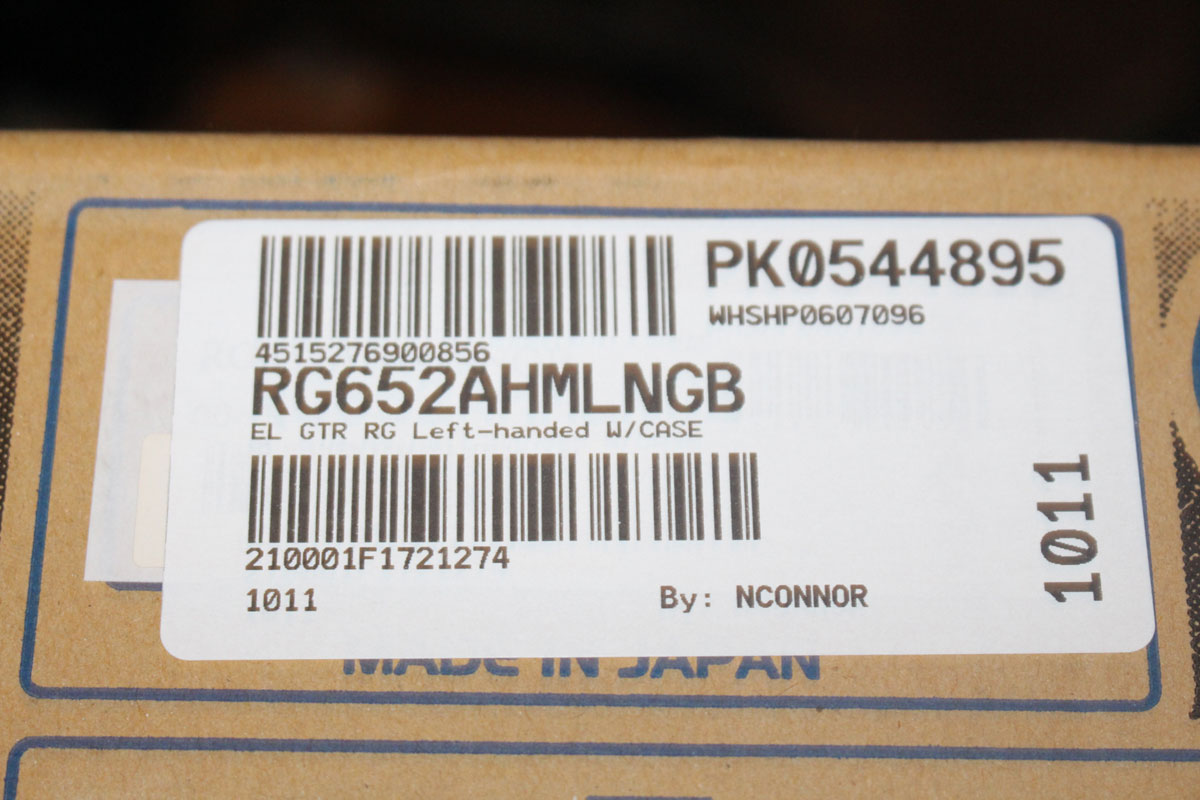 PK0544895
WHSHP0607096
4515276900856
RG652AHMLNGB
EL GTR RG Left-handed W/CASE
210001F1721274
1011
By: NCONNOR
1011
MADE IN JAPAN